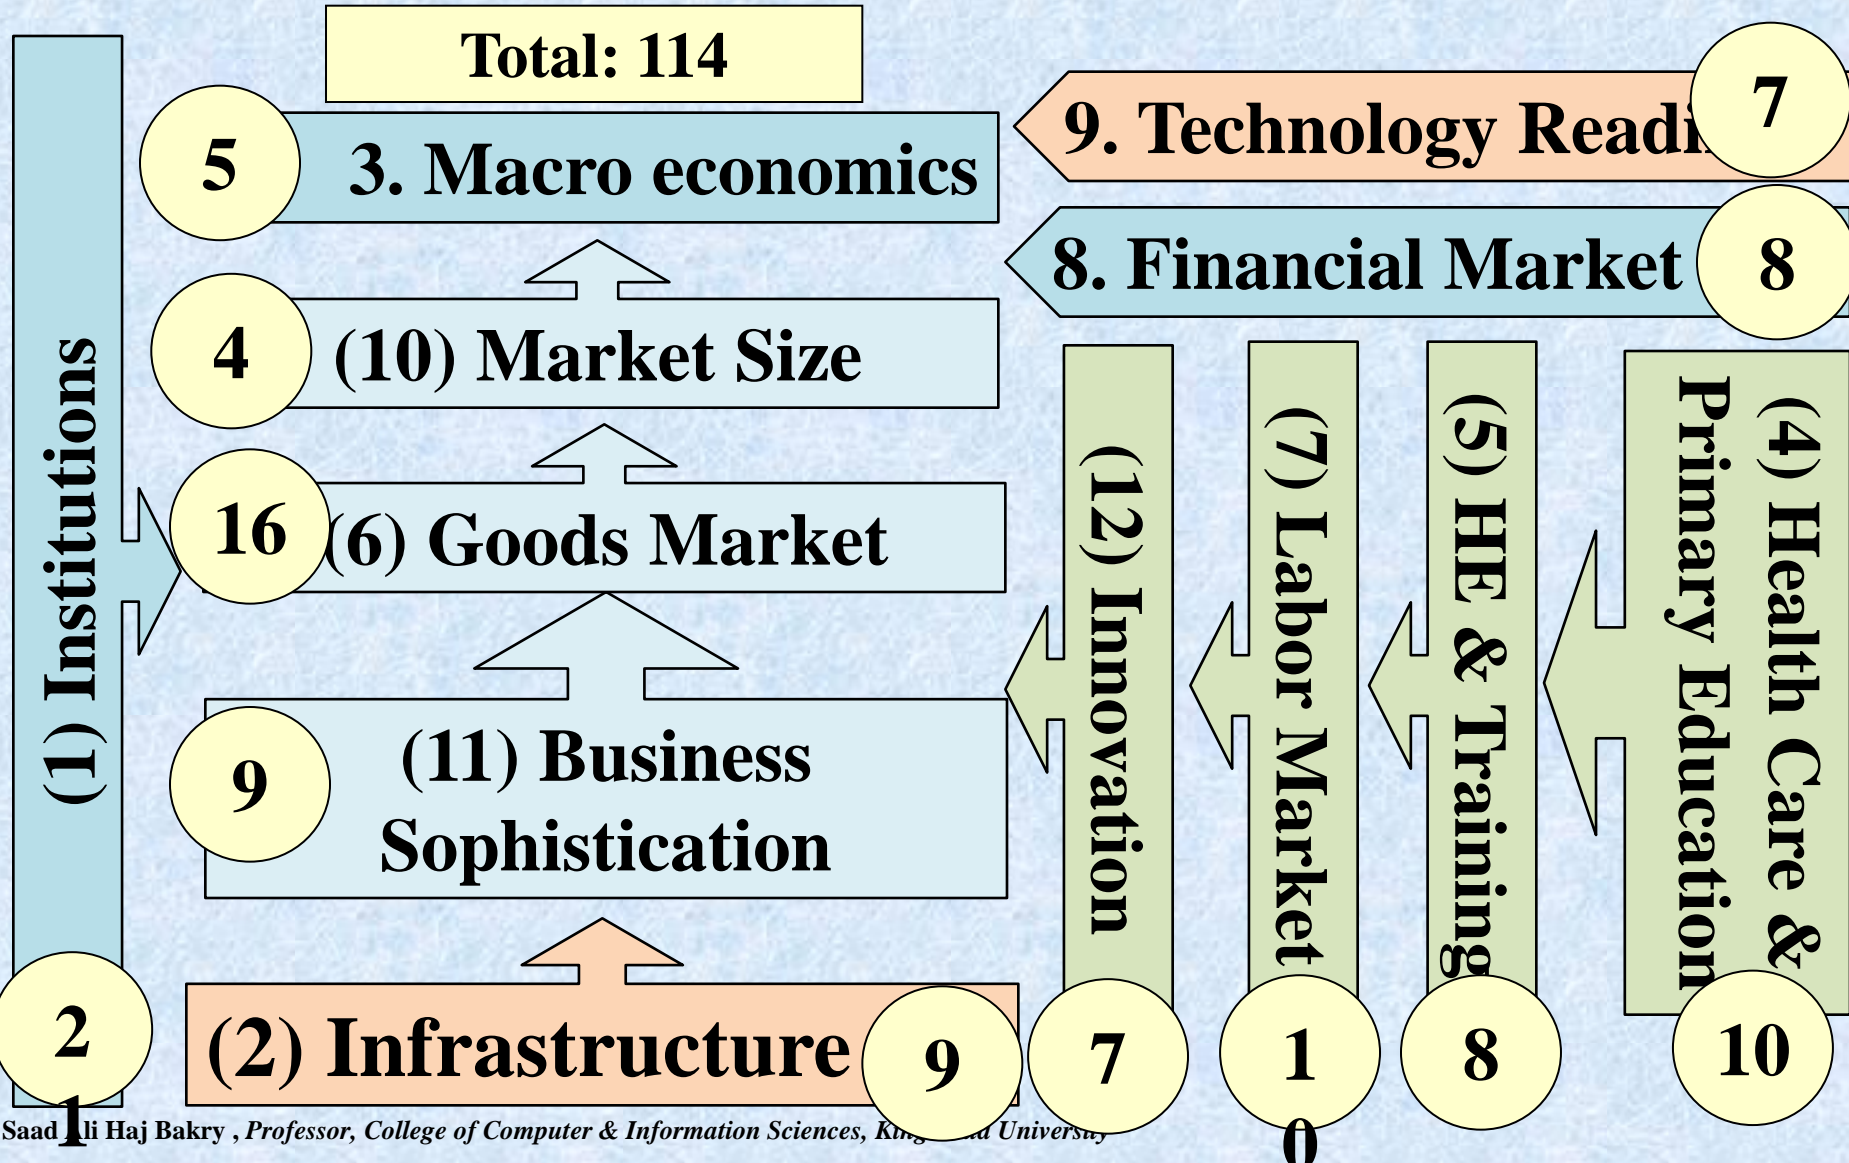 Total: 114
5
3. Macro economics
4
(10) Market Size
16
(6) Goods Market
9
(11) Business
Sophistication
(2) Infrastructure
9
(1) Institutions
2
1
9. Technology
7
8. Financial Market
8
(12) Innovation
7
(7) Labor Market
1
0
(5) HE & Training
8
(4) Health Care &
Primary Education
10
Saad Ali Haj Bakry , Professor, College of Computer & Information Sciences,